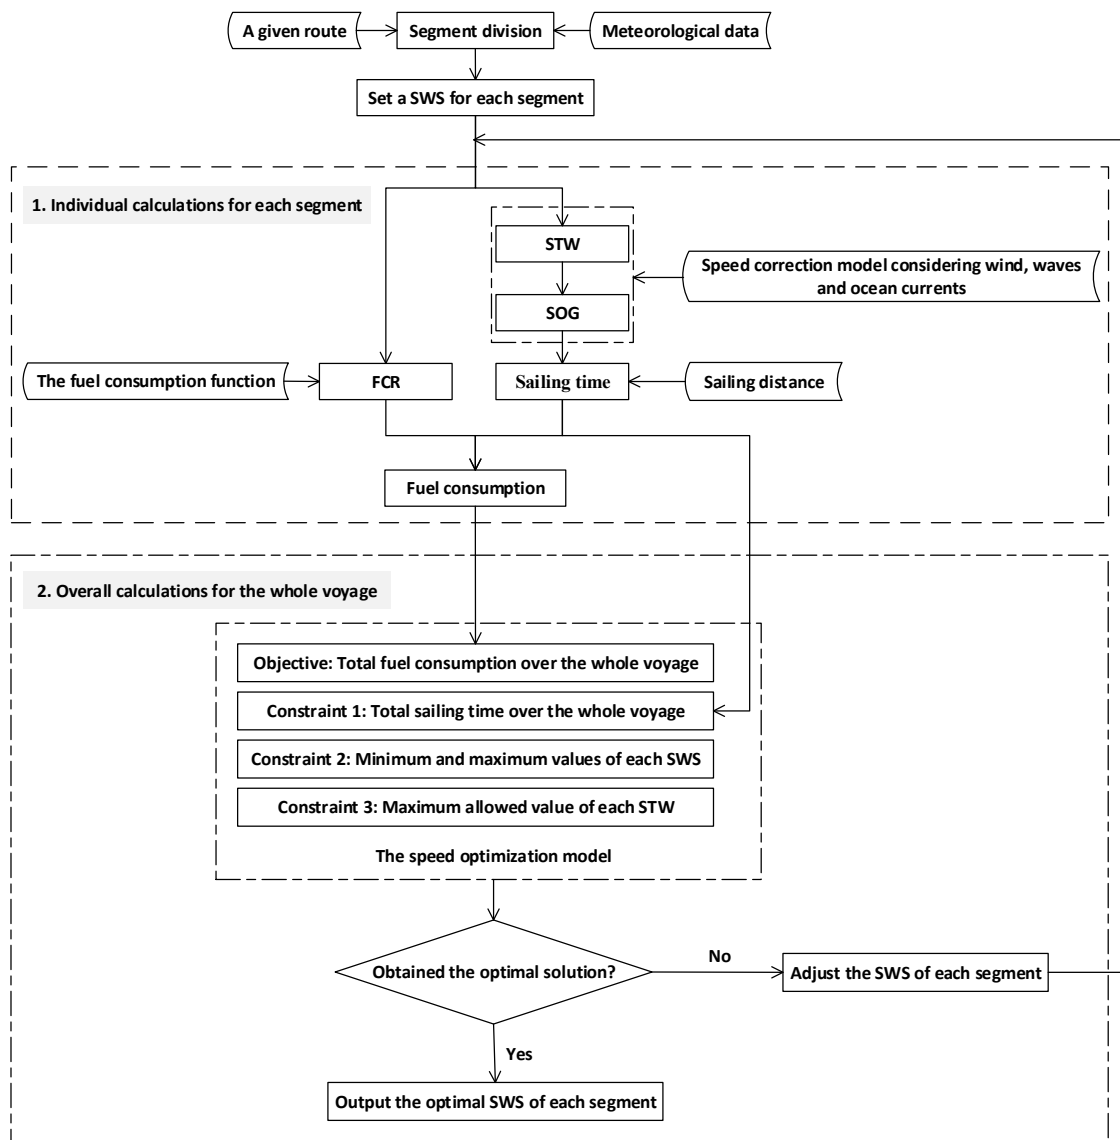 A given route
Segment division
Meteorological data
Set a SWS for each segment
1. Individual calculations for each segment
STW
Speed correction model considering wind, waves
and ocean currents
SOG
The fuel consumption function
FCR
Sailing time
Sailing distance
Fuel consumption
2. Overall calculations for the whole voyage
Objective: Total fuel consumption over the whole voyage
Constraint 1: Total sailing time over the whole voyage
Constraint 2: Minimum and maximum values of each SWS
Constraint 3: Maximum allowed value of each STW
The speed optimization model
Obtained the optimal solution?
No
Adjust the SWS of each segment
Yes
Output the optimal SWS of each segment